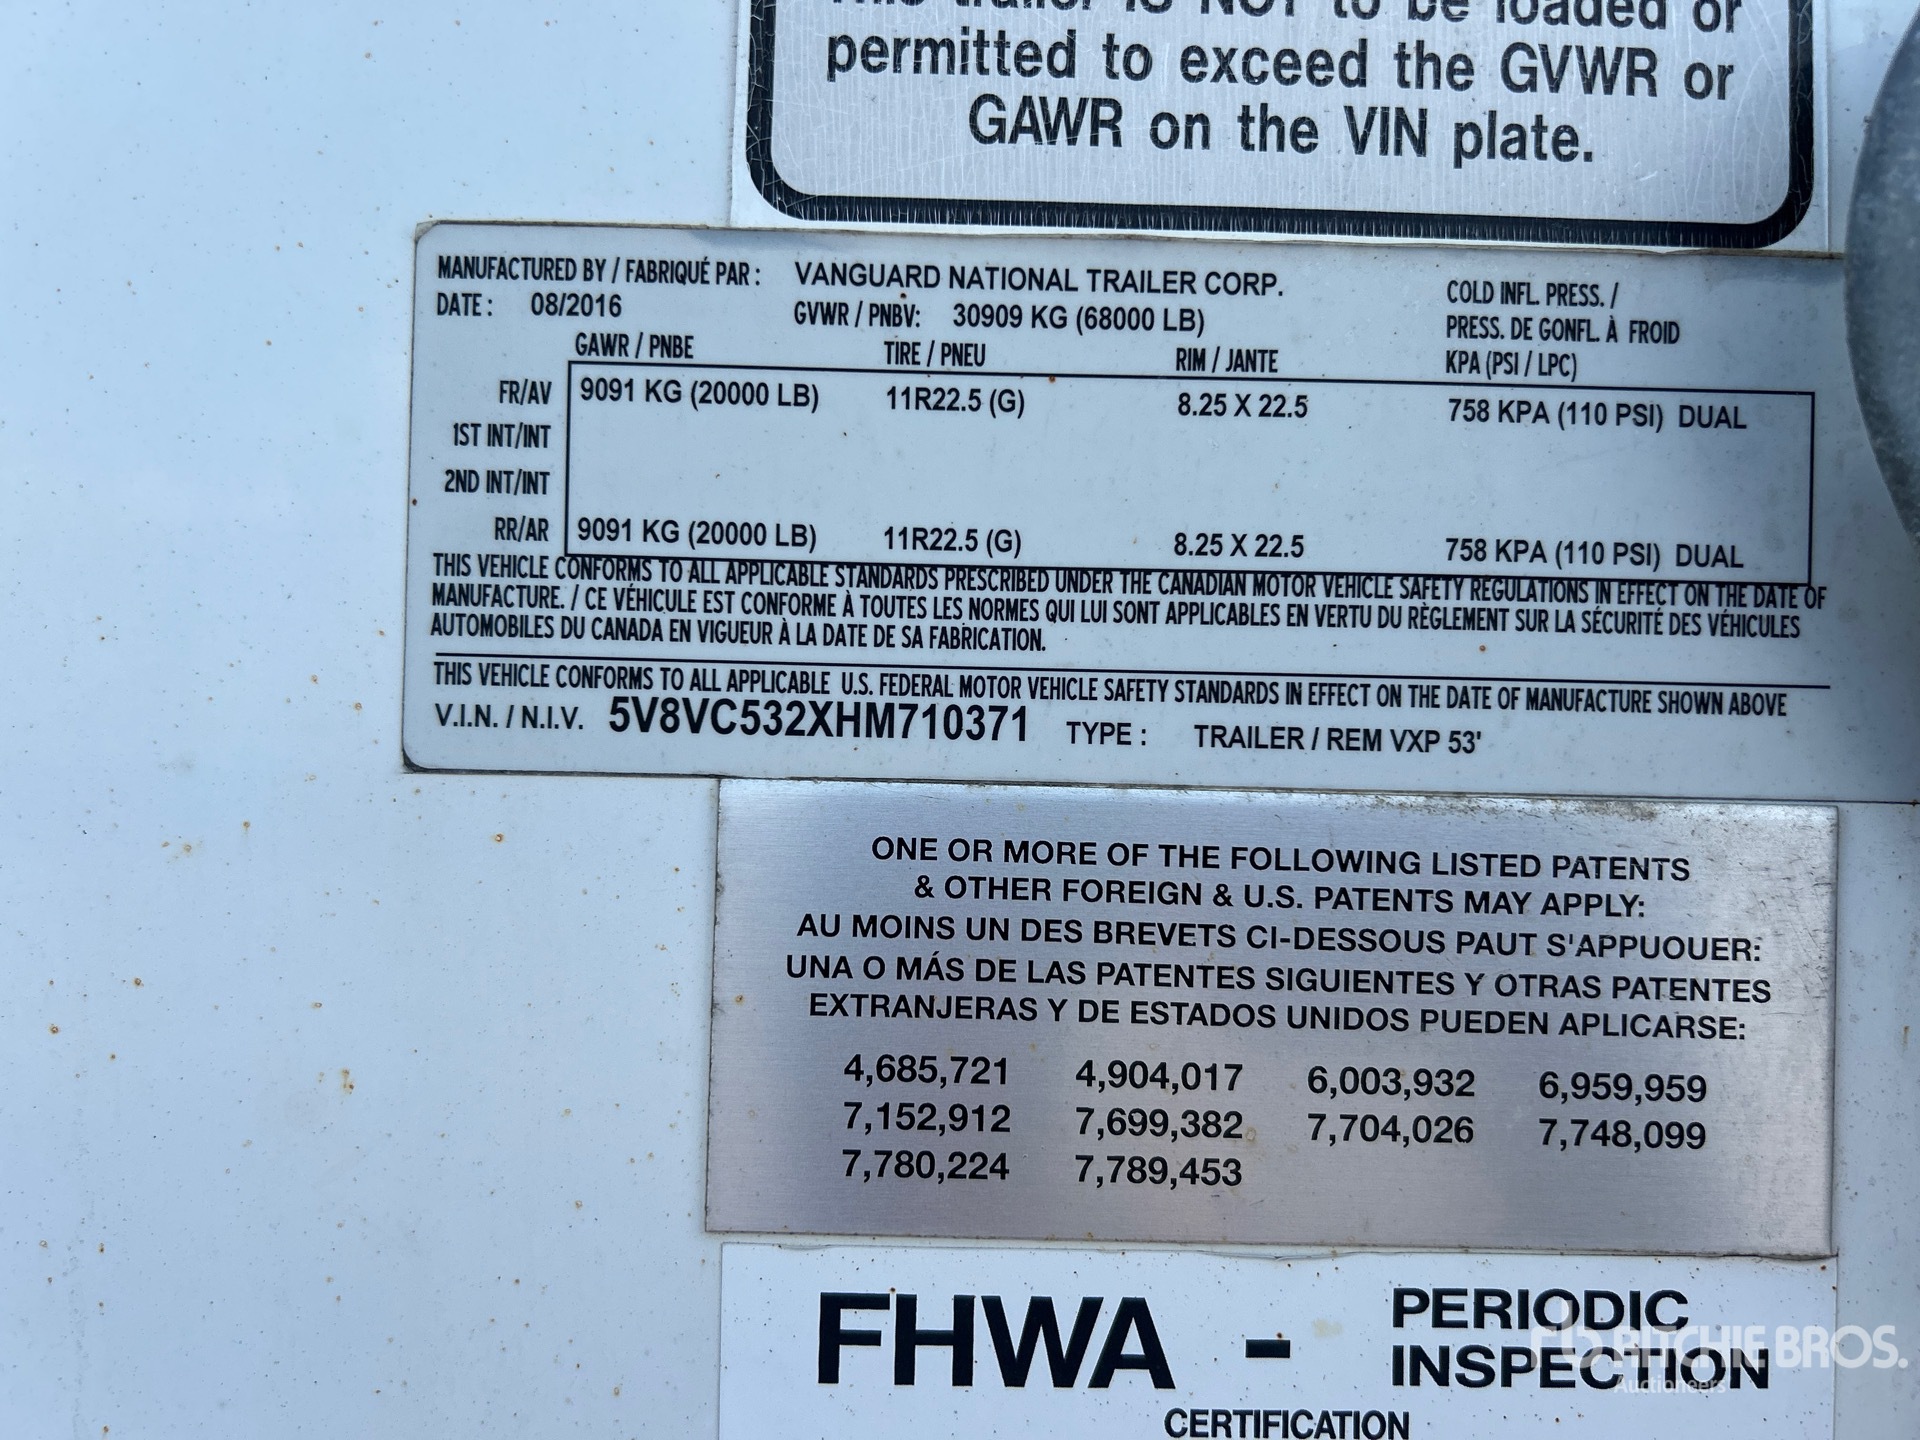 This trailer is NOT to be loaded or
permitted to exceed the GVWR or
GAWR on the VIN plate.
MANUFACTURED BY / FABRIQUÉ PAR : VANGUARD NATIONAL TRAILER CORP.
DATE : 08/2016 GVWR / PNBV: 30909 KG (68000 LB)
COLD INFL. PRESS. /
PRESS. DE GONFL. À FROID
GAWR / PNBE TIRE / PNEU RIM / JANTE KPA (PSI / LPC)
FR/AV 9091 KG (20000 LB) 11R22.5 (G) 8.25 X 22.5 758 KPA (110 PSI) DUAL
1ST INT/INT
2ND INT/INT
RR/AR 9091 KG (20000 LB) 11R22.5 (G) 8.25 X 22.5 758 KPA (110 PSI) DUAL
THIS VEHICLE CONFORMS TO ALL APPLICABLE STANDARDS PRESCRIBED UNDER THE CANADIAN MOTOR VEHICLE SAFETY REGULATIONS IN EFFECT ON THE DATE OF
MANUFACTURE. / CE VÉHICULE EST CONFORME À TOUTES LES NORMES QUI LUI SONT APPLICABLES EN VERTU DU RÈGLEMENT SUR LA SÉCURITÉ DES VÉHICULES
AUTOMOBILES DU CANADA EN VIGUEUR À LA DATE DE SA FABRICATION.
THIS VEHICLE CONFORMS TO ALL APPLICABLE U.S. FEDERAL MOTOR VEHICLE SAFETY STANDARDS IN EFFECT ON THE DATE OF MANUFACTURE SHOWN ABOVE
V.I.N. / N.I.V. 5V8VC532XHM710371 TYPE : TRAILER / REM VXP 53'
ONE OR MORE OF THE FOLLOWING LISTED PATENTS
& OTHER FOREIGN & U.S. PATENTS MAY APPLY:
AU MOINS UN DES BREVETS CI-DESSOUS PAUT S'APPUOUER:
UNA O MÁS DE LAS PATENTES SIGUIENTES Y OTRAS PATENTES
EXTRANJERAS Y DE ESTADOS UNIDOS PUEDEN APLICARSE:
4,685,721 4,904,017 6,003,932 6,959,959
7,152,912 7,699,382 7,704,026 7,748,099
7,780,224 7,789,453
FHWA - PERIODIC
INSPECTION
CERTIFICATION
rb RITCHIE BROS.
Auctioneers